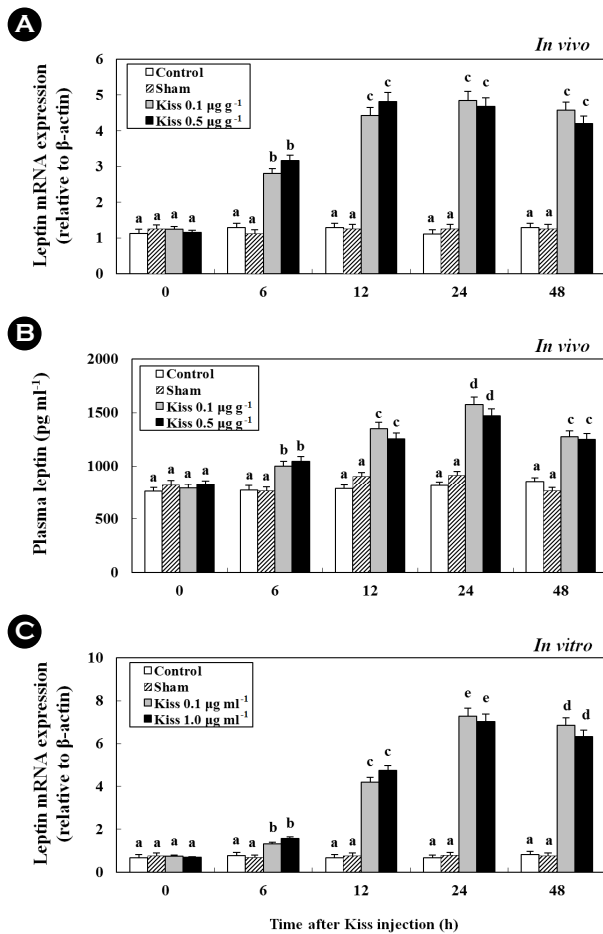 A
In vivo
Control
Sham
Kiss 0.1 μg g-1
Kiss 0.5 μg g-1
Leptin mRNA expression
(relative to β-actin)
6
5
4
3
2
1
0
a a a a
a a b b
a a c c
a a c c
a a c c
0 6 12 24 48
B
In vivo
Control
Sham
Kiss 0.1 μg g-1
Kiss 0.5 μg g-1
Plasma leptin (pg ml-1)
2000
1500
1000
500
0
a a a a
a a b b
a a c c
a a d d
a a c c
0 6 12 24 48
C
In vitro
Control
Sham
Kiss 0.1 μg ml-1
Kiss 1.0 μg ml-1
Leptin mRNA expression
(relative to β-actin)
10
8
6
4
2
0
a a a a
a a b b
a a c c
a a e e
a a d d
0 6 12 24 48
Time after Kiss injection (h)